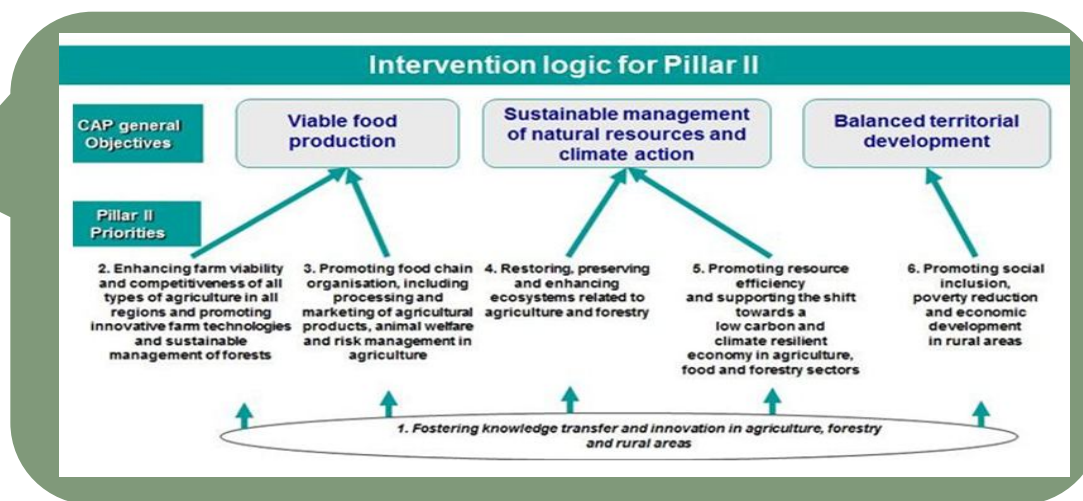 Intervention logic for Pillar II
CAP general
Objectives
Viable food
production
Sustainable management
of natural resources and
climate action
Balanced territorial
development
Pillar II
Priorities
2. Enhancing farm viability
and competitiveness of all
types of agriculture in all
regions and promoting
innovative farm technologies
and sustainable
management of forests
3. Promoting food chain
organisation, including
processing and
marketing of agricultural
products, animal welfare
and risk management in
agriculture
4. Restoring, preserving
and enhancing
ecosystems related to
agriculture and forestry
5. Promoting resource
efficiency
and supporting the shift
towards a
low carbon and
climate resilient
economy in agriculture,
food and forestry sectors
6. Promoting social
inclusion,
poverty reduction
and economic
development
in rural areas
1. Fostering knowledge transfer and innovation in agriculture, forestry
and rural areas